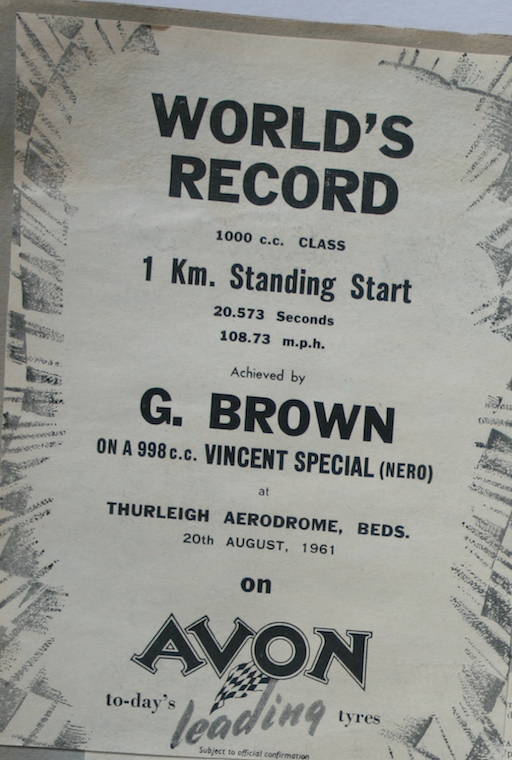 WORLD'S
RECORD
1000 c.c. CLASS
1 Km. Standing Start
20.573 Seconds
108.73 m.p.h.
Achieved by
G. BROWN
ON A 998 c.c. VINCENT SPECIAL (NERO)
at
THURLEIGH AERODROME, BEDS.
20th AUGUST, 1961
on
AVON
to-day's leading tyres
Subject to official confirmation